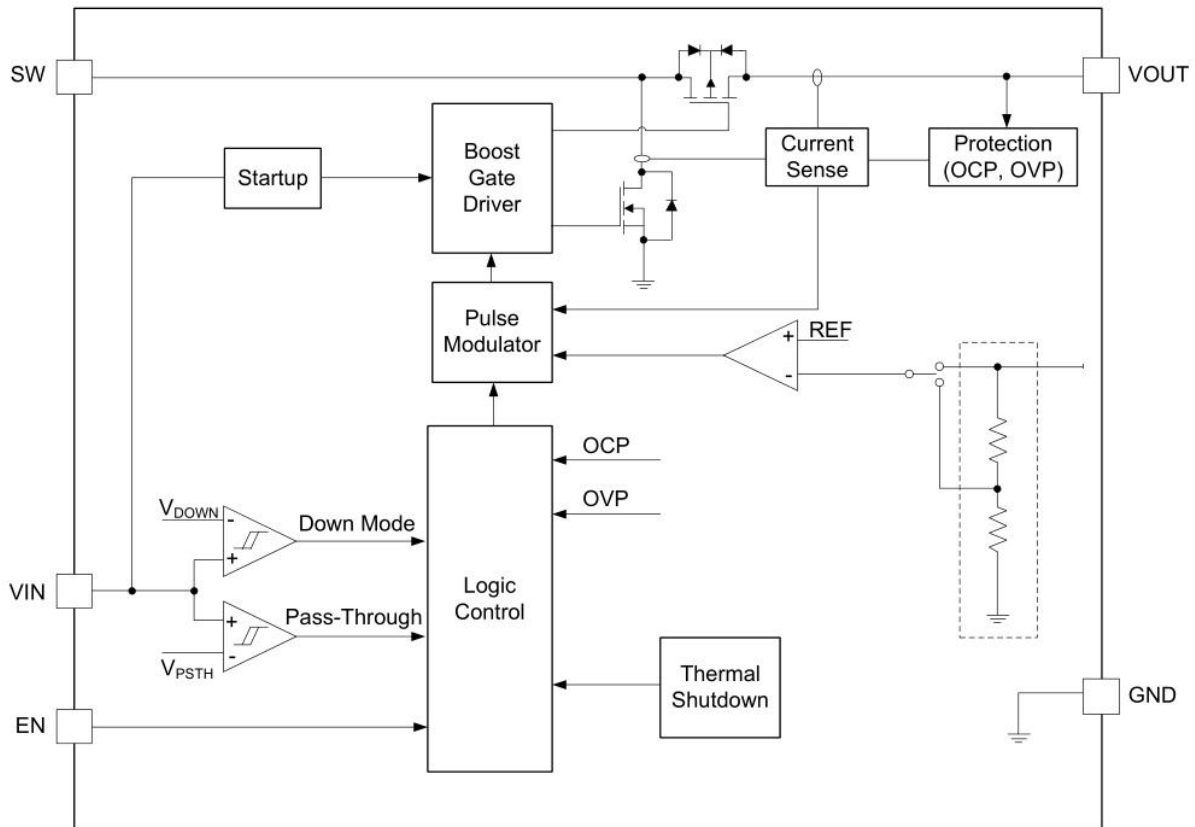 SW
VOUT
Boost
Gate
Driver
Current
Sense
Protection
(OCP, OVP)
Startup
Pulse
Modulator
+
REF
-
OCP
OVP
VDOWN
-
+
Down Mode
VIN
Logic
Control
+
-
Pass-Through
VPSTH
Thermal
Shutdown
GND
EN